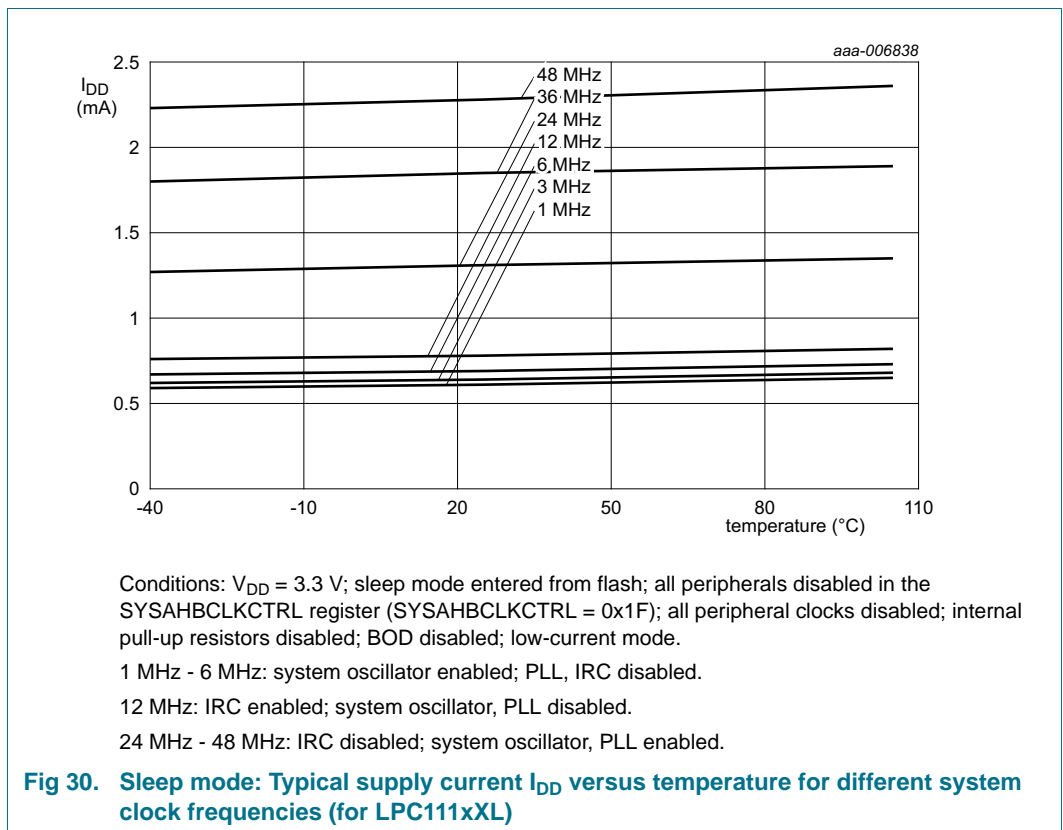 aaa-006838
2.5
I_DD
(mA)
48 MHz
36 MHz
24 MHz
12 MHz
6 MHz
3 MHz
1 MHz
2
1.5
1
0.5
0
-40
-10
20
50
80
110
temperature (°C)
Conditions: V_DD = 3.3 V; sleep mode entered from flash; all peripherals disabled in the
SYSAHBCLKCTRL register (SYSAHBCLKCTRL = 0x1F); all peripheral clocks disabled; internal
pull-up resistors disabled; BOD disabled; low-current mode.
1 MHz - 6 MHz: system oscillator enabled; PLL, IRC disabled.
12 MHz: IRC enabled; system oscillator, PLL disabled.
24 MHz - 48 MHz: IRC disabled; system oscillator, PLL enabled.
Fig 30. Sleep mode: Typical supply current I_DD versus temperature for different system
clock frequencies (for LPC111xXL)